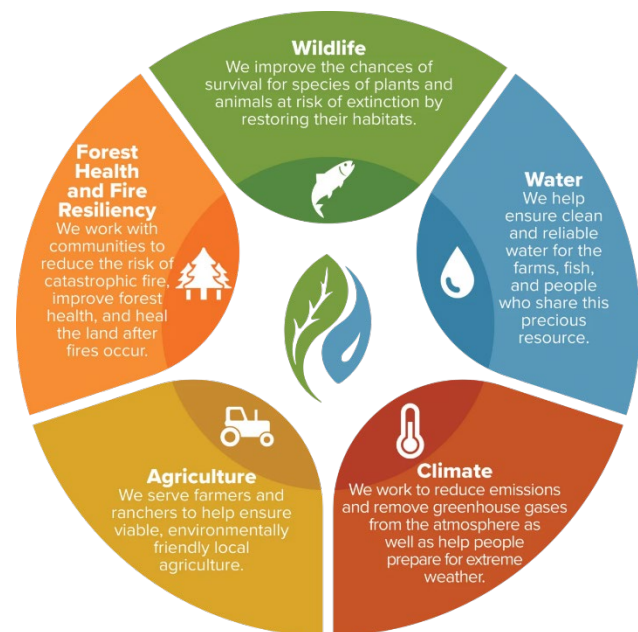 Wildlife
We improve the chances of
survival for species of plants and
animals at risk of extinction by
restoring their habitats.
Water
We help
ensure clean
and reliable
water for the
farms, fish,
and people
who share this
precious
resource.
Climate
We work to reduce emissions
and remove greenhouse gases
from the atmosphere as
well as help people
prepare for extreme
weather.
Agriculture
We serve farmers and
ranchers to help ensure
viable, environmentally
friendly local
agriculture.
Forest
Health
and Fire
Resiliency
We work with
communities to
reduce the risk of
catastrophic fire,
improve forest
health, and heal
the land after
fires occur.